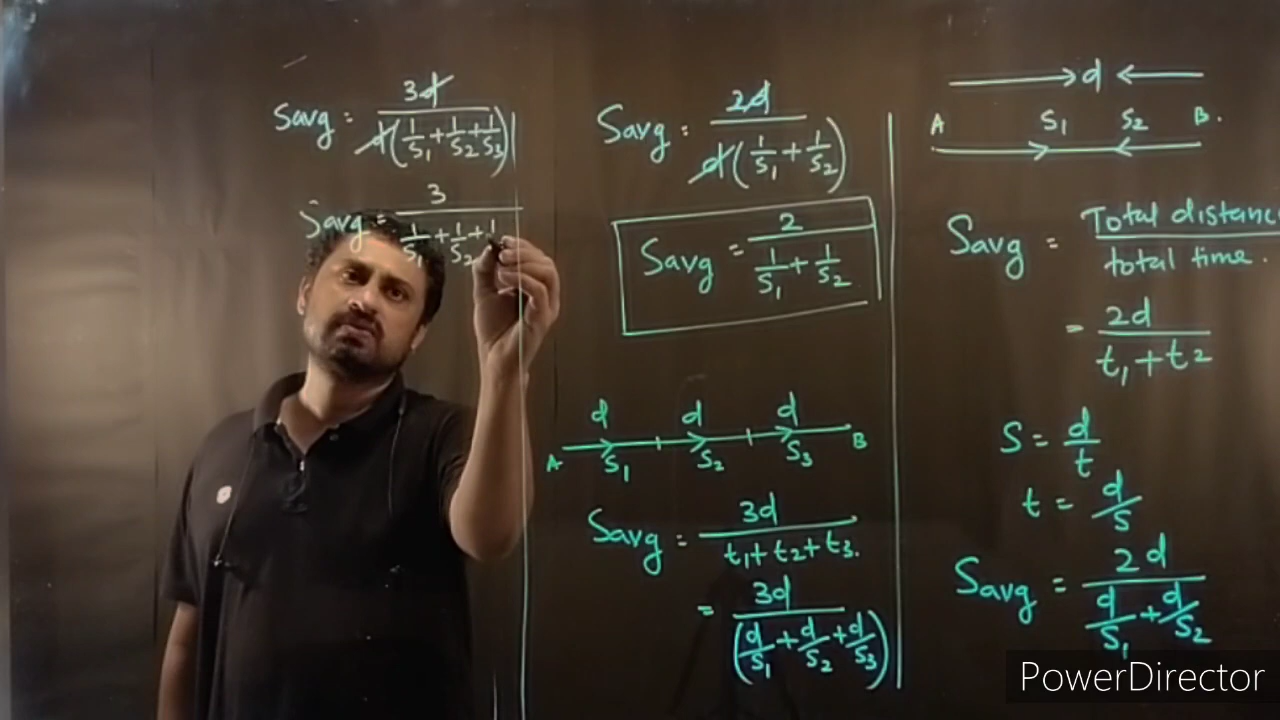 Savg = 3d / d(1/S1 + 1/S2 + 1/S3)
Savg = 3 / 1/S1 + 1/S2 + 1
Savg = 2d / d(1/S1 + 1/S2)
Savg = 2 / 1/S1 + 1/S2
d d d
A S1 S2 S3 B
Savg = 3d / t1 + t2 + t3.
= 3d / (d/S1 + d/S2 + d/S3)
d
A S1 S2 B.
Savg = Total distanc / total time.
= 2d / t1 + t2
S = d/t
t = d/S
Savg = 2d / d/S1 + d/S2
PowerDirector